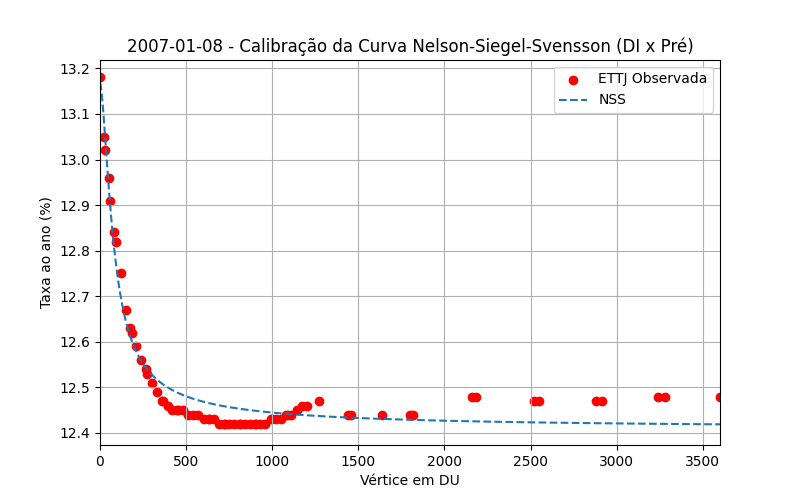 2007-01-08 - Calibração da Curva Nelson-Siegel-Svensson (DI x Pré)
13.2
13.1
13.0
12.9
12.8
12.7
12.6
12.5
12.4
Taxa ao ano (%)
ETTJ Observada
NSS
0 500 1000 1500 2000 2500 3000 3500
Vértice em DU